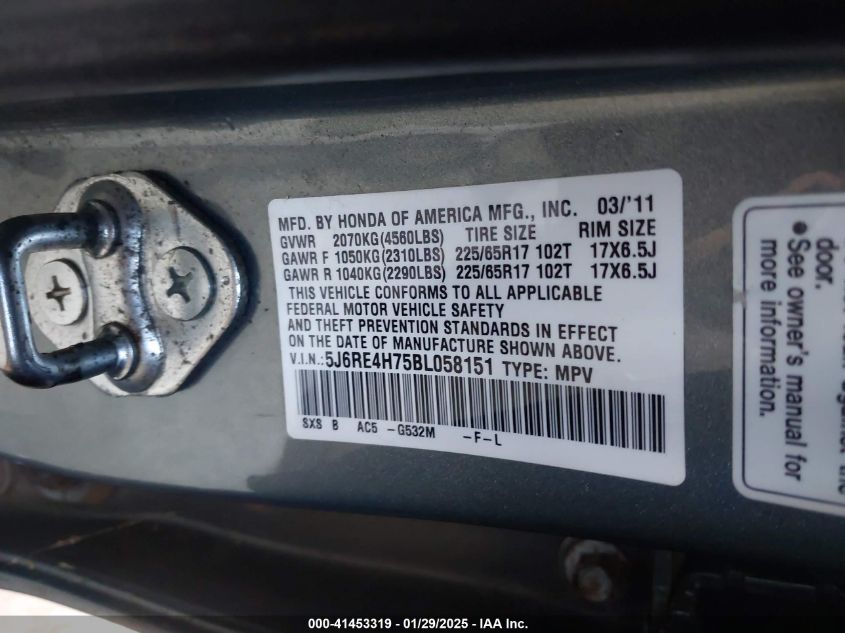 MFD. BY HONDA OF AMERICA MFG., INC. 03/'11
GVWR 2070KG(4560LBS) TIRE SIZE RIM SIZE
GAWR F 1050KG(2310LBS) 225/65R17 102T 17X6.5J
GAWR R 1040KG(2290LBS) 225/65R17 102T 17X6.5J
THIS VEHICLE CONFORMS TO ALL APPLICABLE
FEDERAL MOTOR VEHICLE SAFETY
AND THEFT PREVENTION STANDARDS IN EFFECT
ON THE DATE OF MANUFACTURE SHOWN ABOVE.
V.I.N.:5J6RE4H75BL058151 TYPE: MPV
SXS B AC5 -G532M -F-L
door.
• See owner's manual for
more information.
000-41453319 - 01/29/2025 - IAA Inc.